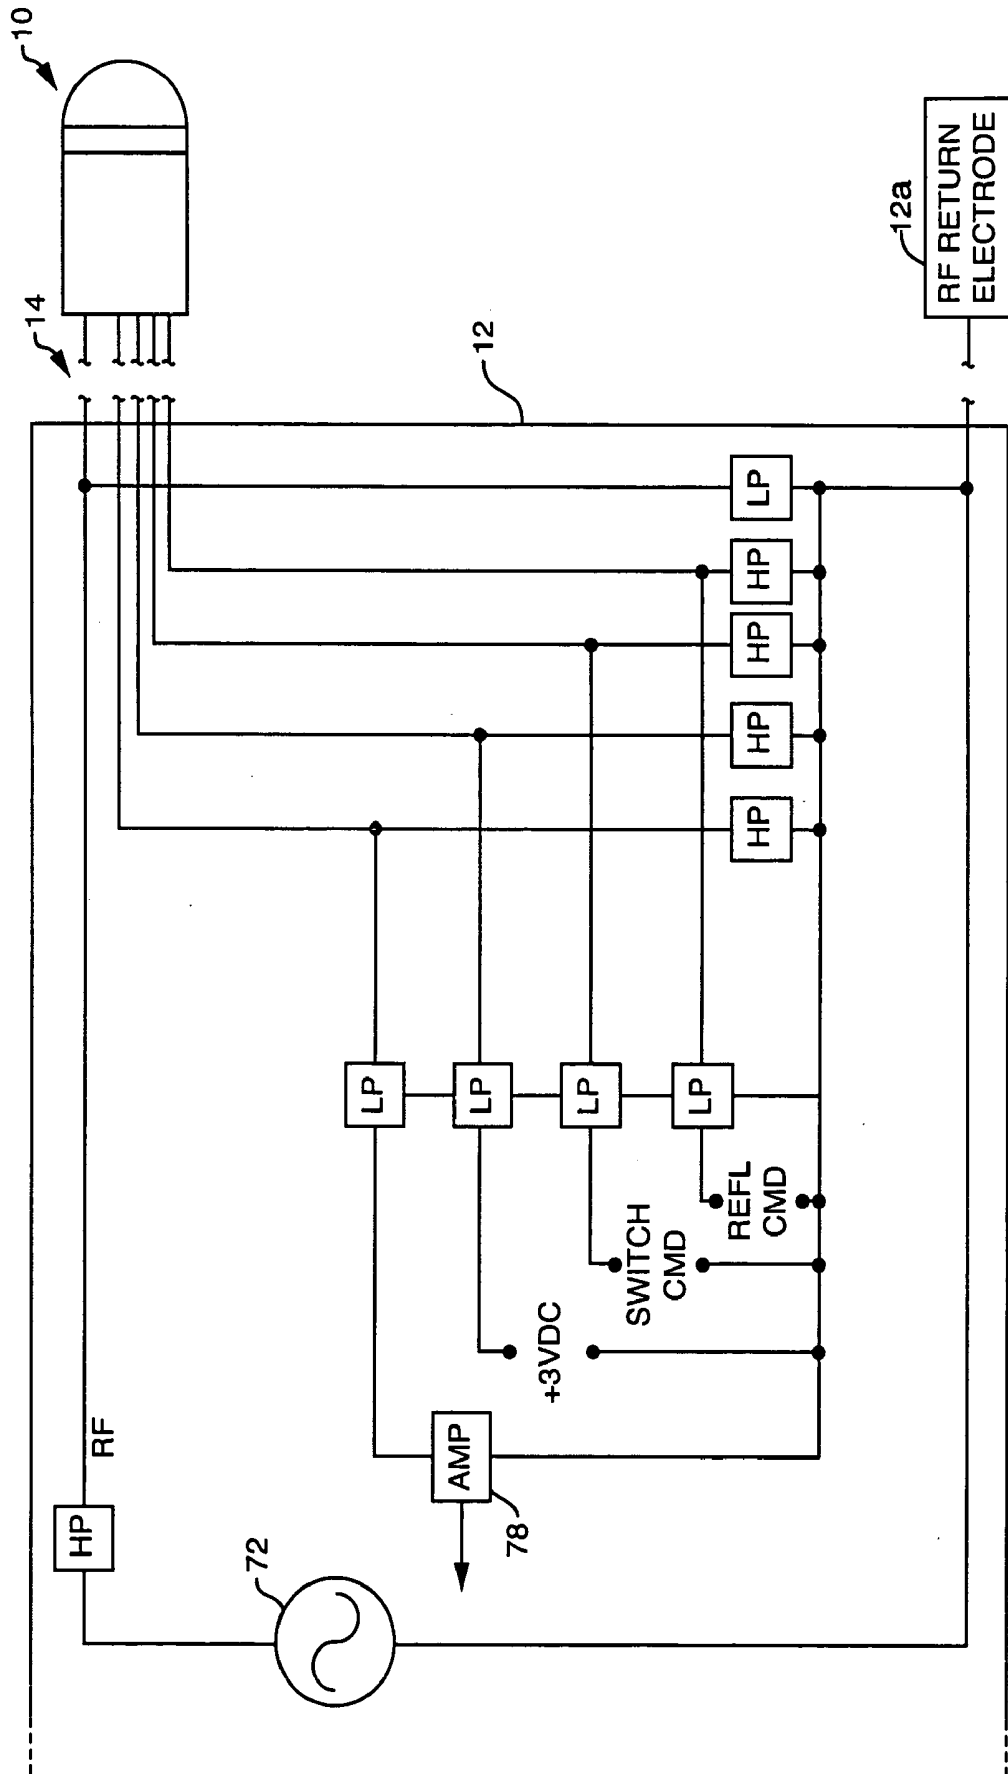 10
14
12
12a
RF RETURN
ELECTRODE
LP
HP
HP
HP
HP
LP
LP
LP
LP
REFL
CMD
SWITCH
CMD
+3VDC
AMP
78
RF
HP
72